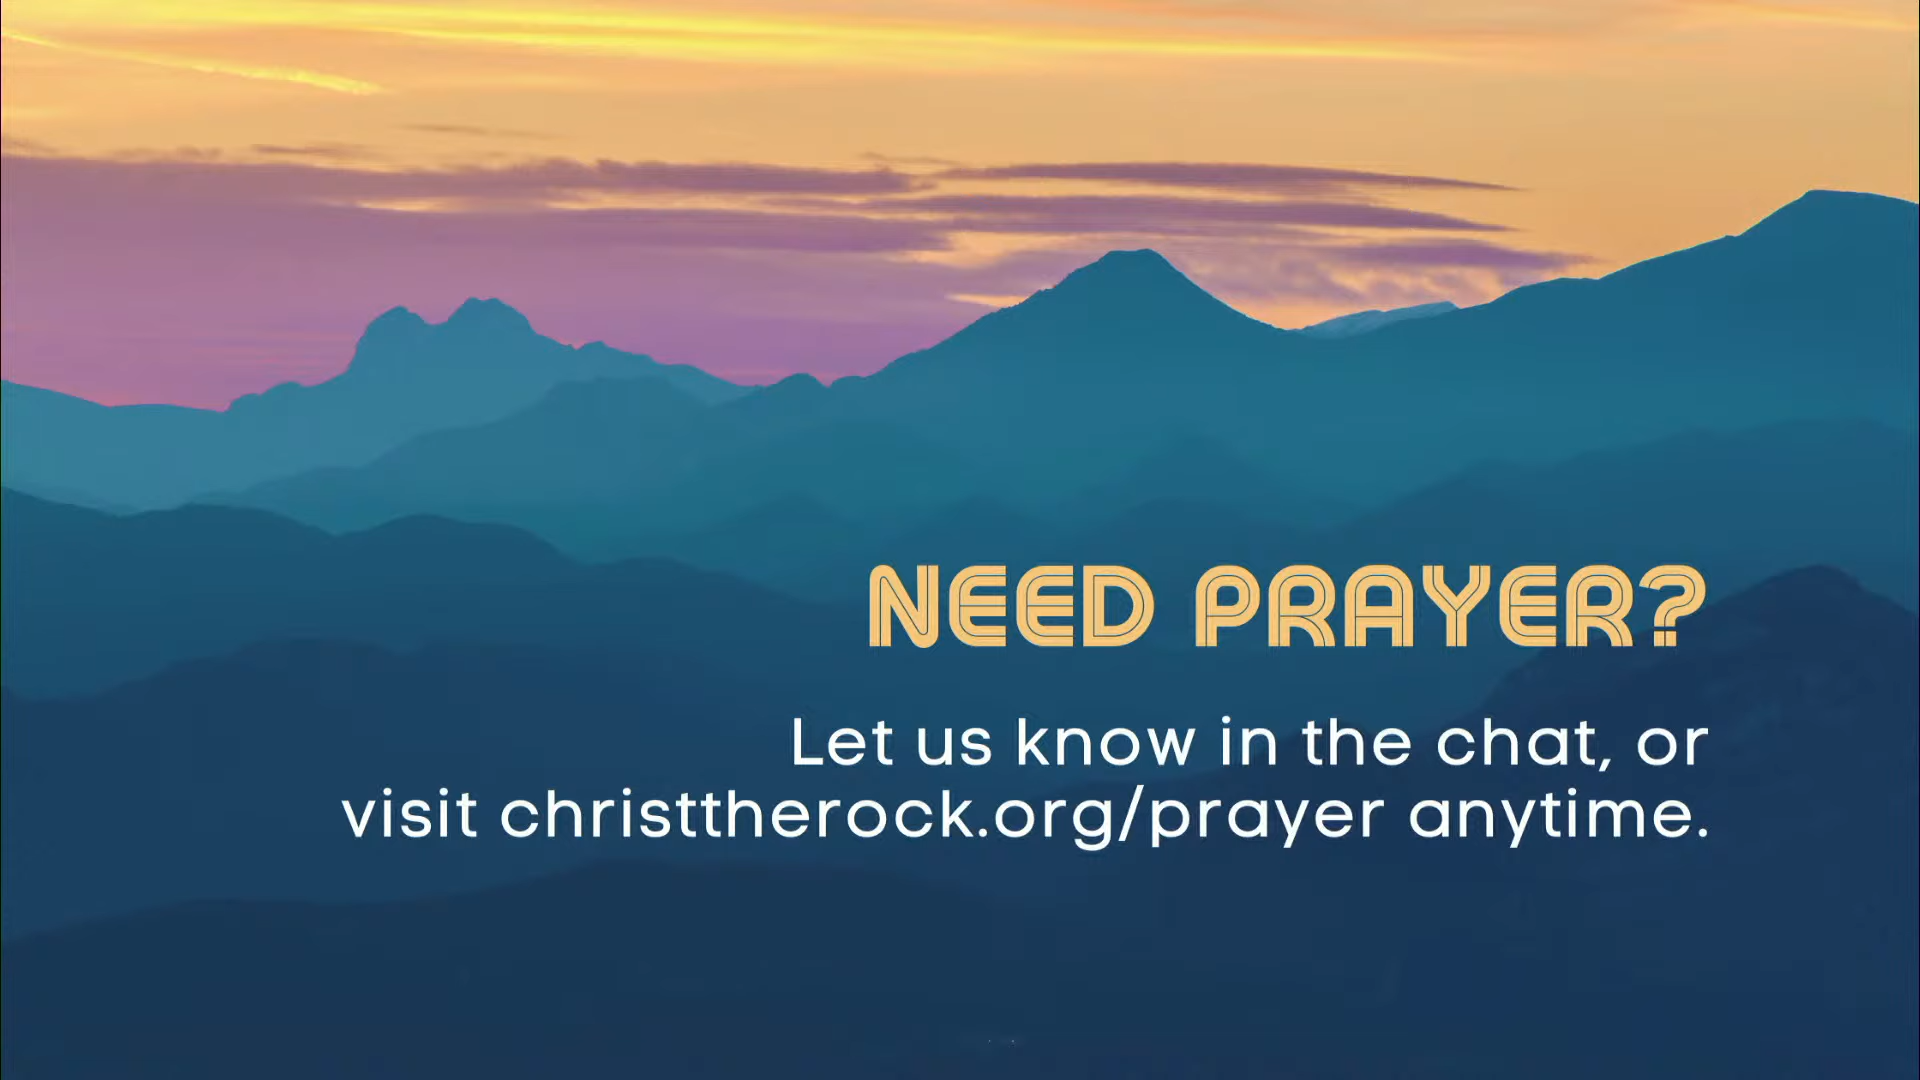 NEED PRAYER?
Let us know in the chat, or
visit christtherock.org/prayer anytime.